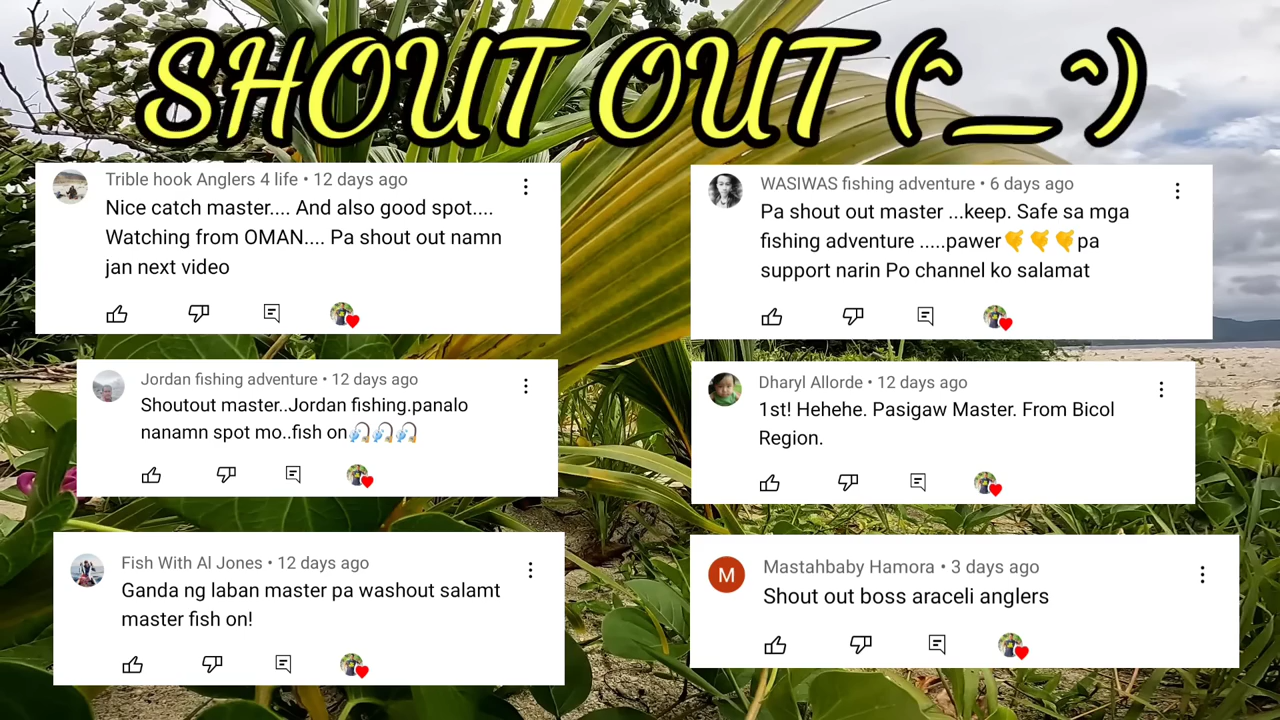 SHOUT OUT (^_^)
Trible hook Anglers 4 life • 12 days ago
Nice catch master.... And also good spot....
Watching from OMAN.... Pa shout out namn
jan next video
Jordan fishing adventure • 12 days ago
Shoutout master..Jordan fishing.panalo
nanamn spot mo..fish on🎣🎣🎣
Fish With Al Jones • 12 days ago
Ganda ng laban master pa washout salamt
master fish on!
WASIWAS fishing adventure • 6 days ago
Pa shout out master ...keep. Safe sa mga
fishing adventure .....pawer🤙🤙🤙pa
support narin Po channel ko salamat
Dharyl Allorde • 12 days ago
1st! Hehehe. Pasigaw Master. From Bicol
Region.
M
Mastahbaby Hamora • 3 days ago
Shout out boss araceli anglers